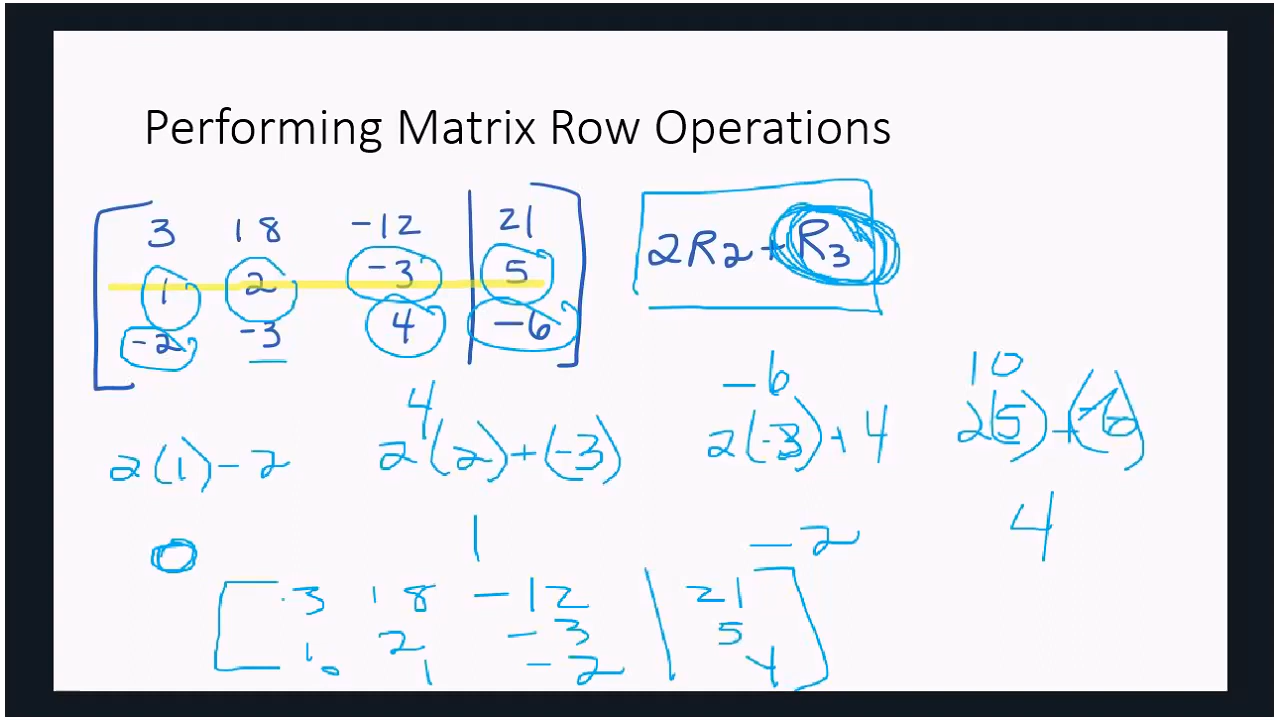 Performing Matrix Row Operations
3 18 -12 21
1 2 -3 5
-2 -3 4 -6
2R2 + R3
4 -6 10
2(1)-2 2(2)+(-3) 2(-3)+4 2(5)+(-6)
0 1 -2 4
3 18 -12 21
1 2 -3 5
0 1 -2 4